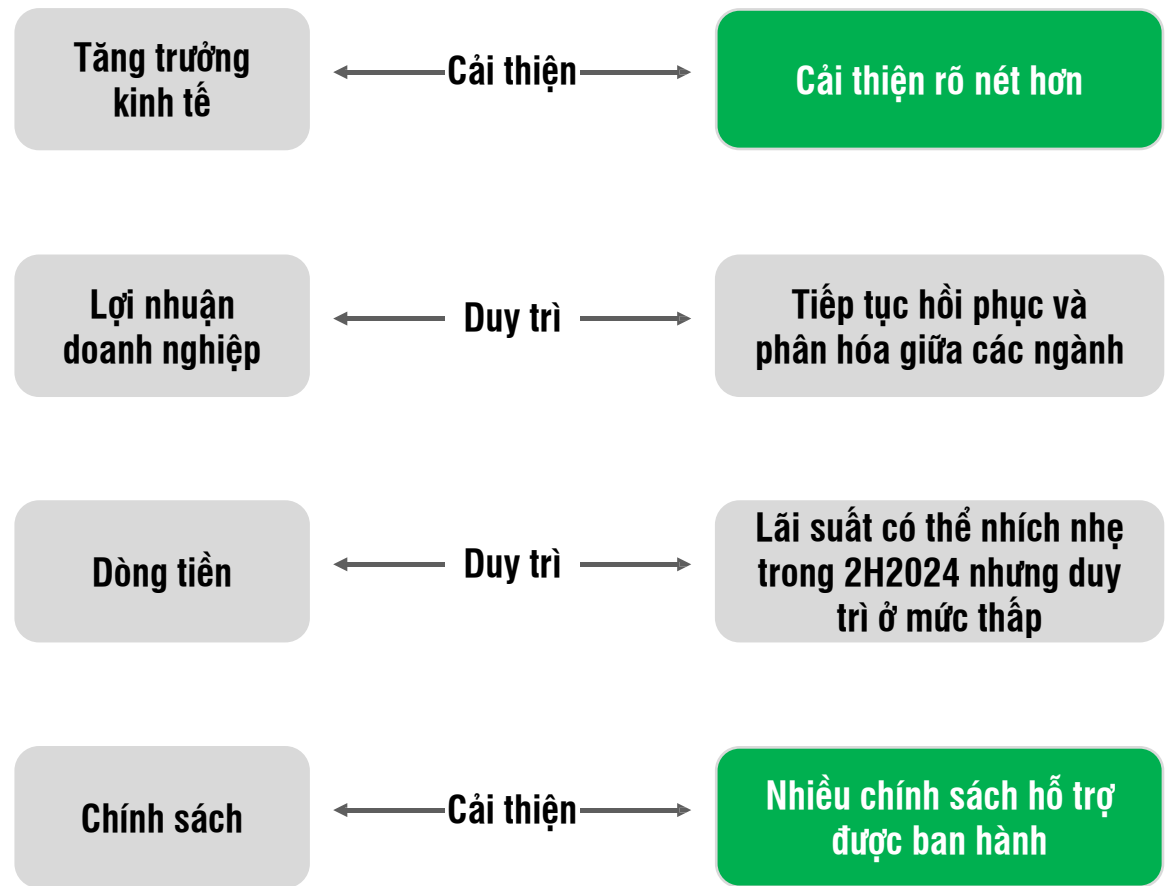 Tăng trưởng
kinh tế
Cải thiện
Cải thiện rõ nét hơn
Lợi nhuận
doanh nghiệp
Duy trì
Tiếp tục hồi phục và
phân hóa giữa các ngành
Dòng tiền
Duy trì
Lãi suất có thể nhích nhẹ
trong 2H2024 nhưng duy
trì ở mức thấp
Chính sách
Cải thiện
Nhiều chính sách hỗ trợ
được ban hành